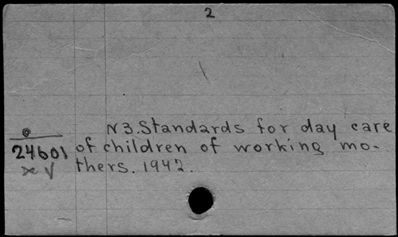 2
N3. Standards for day care
24601 of children of working mo-
thers. 1942.